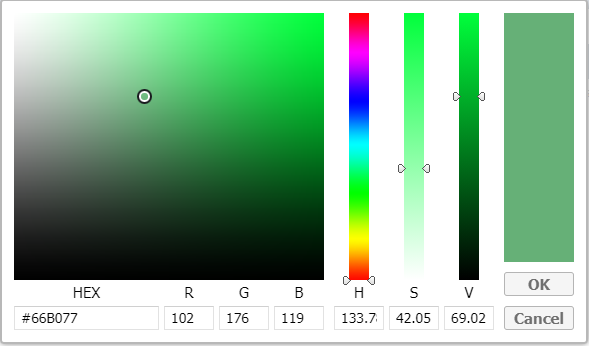 OK
HEX R G B H S V
#66B077 102 176 119 133.7 42.05 69.02 Cancel